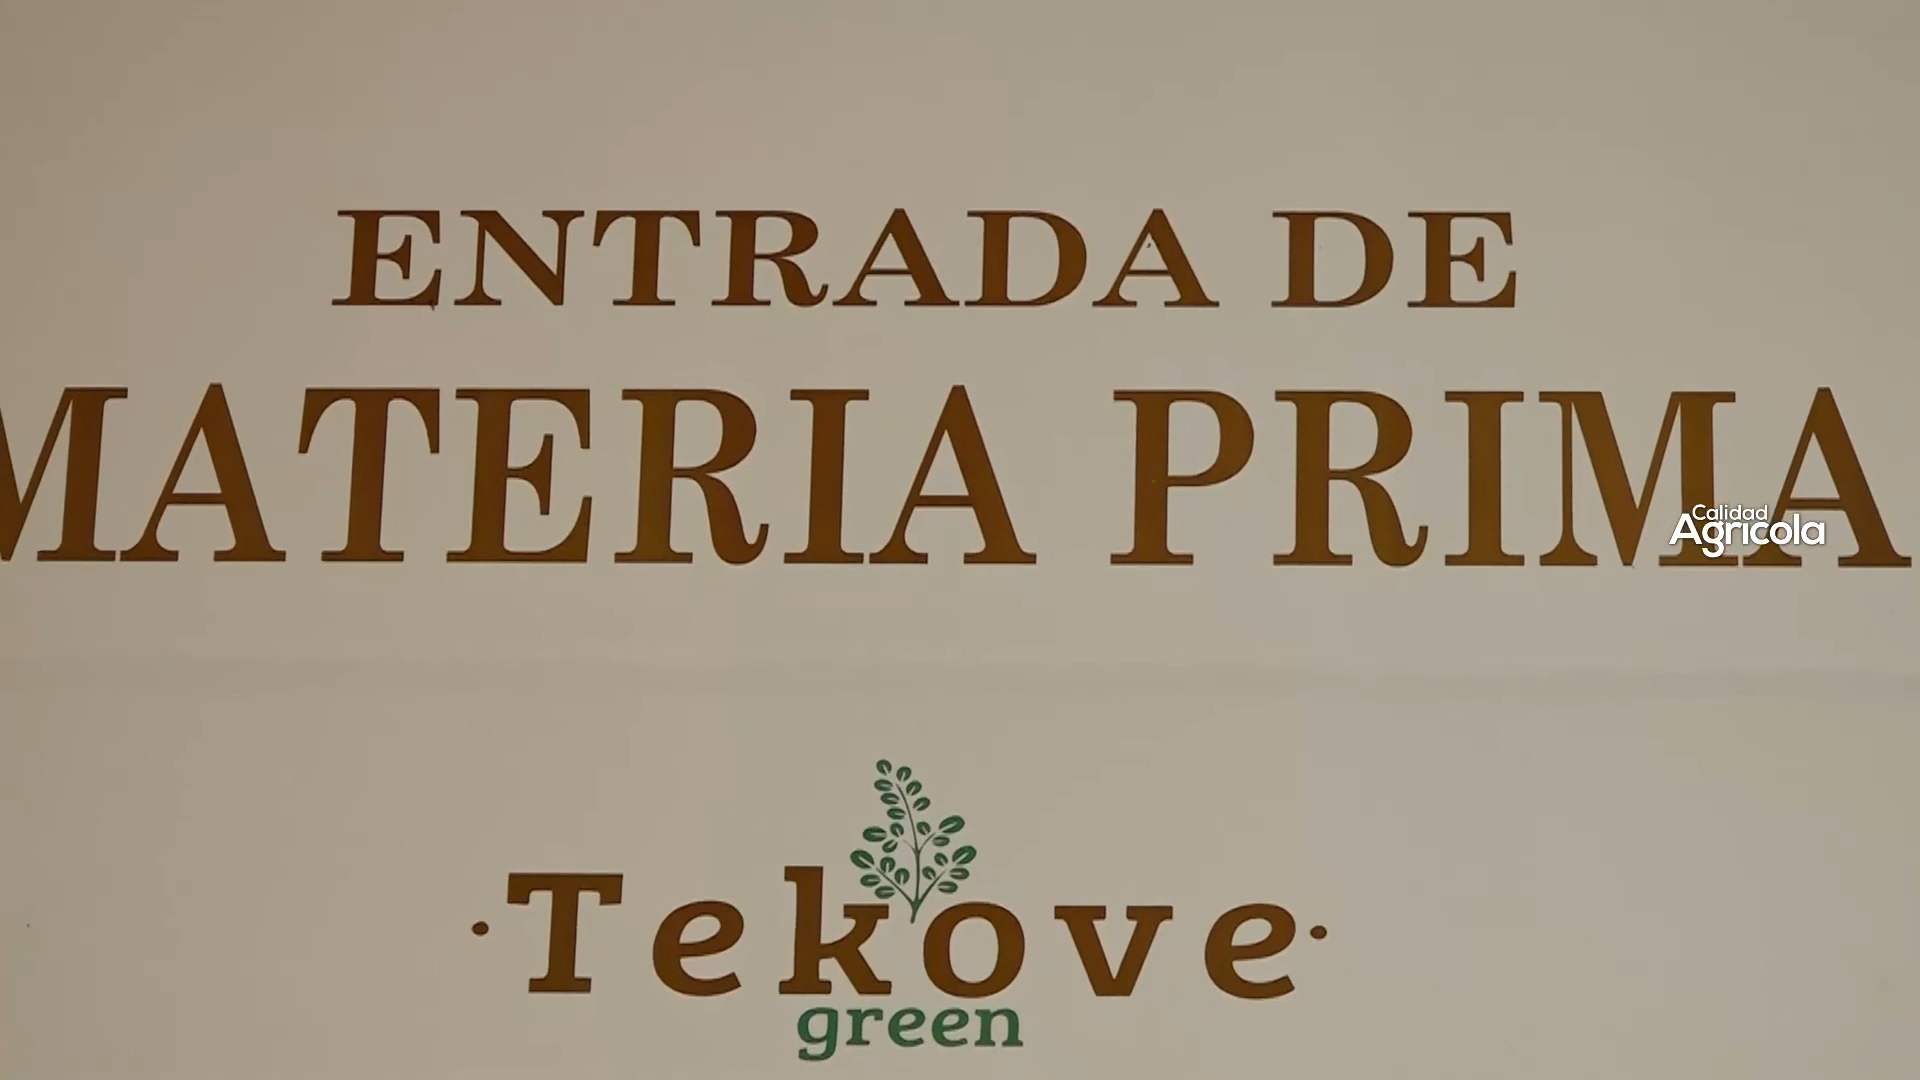 ENTRADA DE
MATERIA PRIMA
Calidad
Agrícola
·Tekove·
green